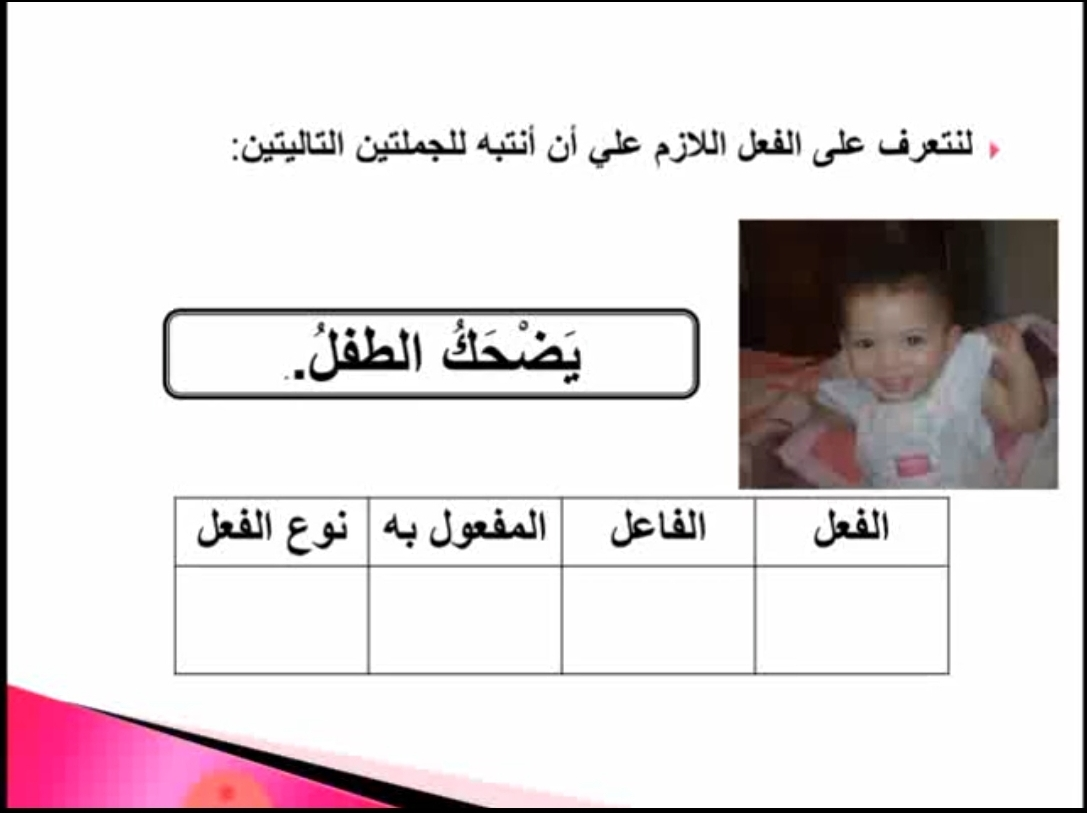 لنتعرف على الفعل اللازم علي أن أنتبه للجملتين التاليتين:
يَضْحَكُ الطفلُ.
الفعل الفاعل المفعول به نوع الفعل